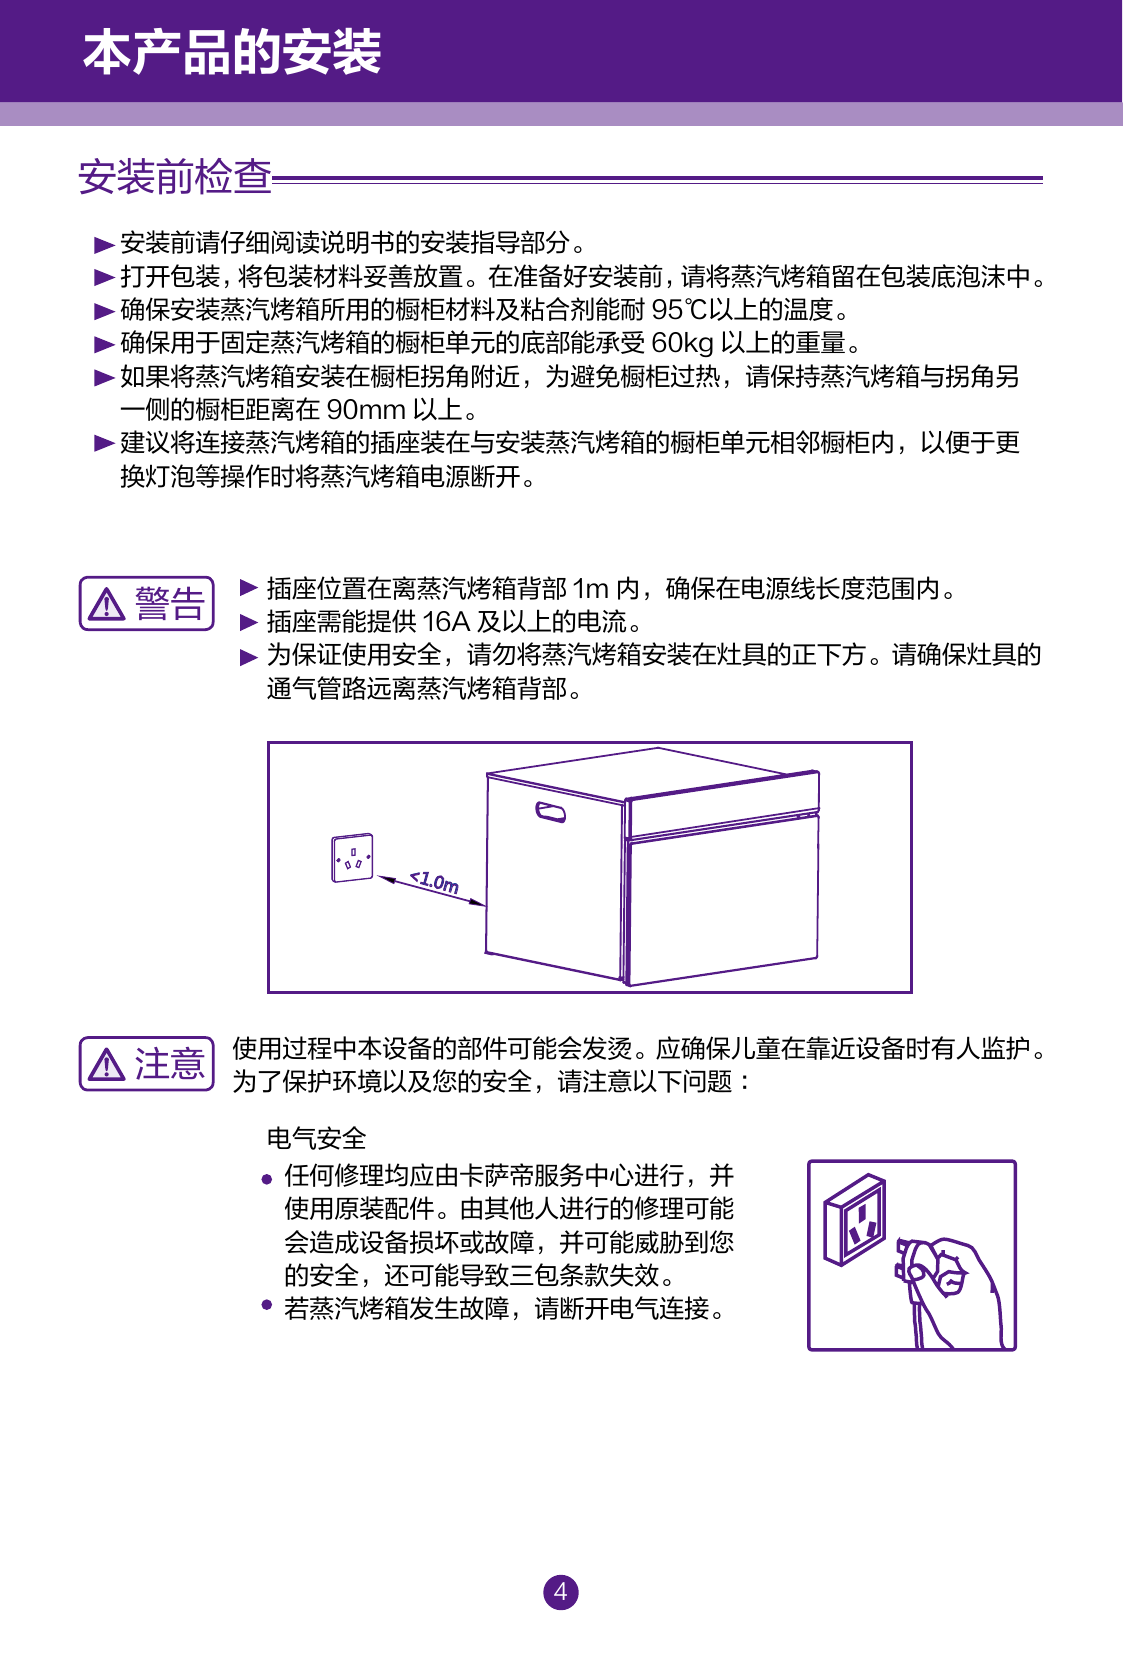 本产品的安装
安装前检查
安装前请仔细阅读说明书的安装指导部分。
打开包装，将包装材料妥善放置。在准备好安装前，请将蒸汽烤箱留在包装底泡沫中。
确保安装蒸汽烤箱所用的橱柜材料及粘合剂能耐 95℃以上的温度。
确保用于固定蒸汽烤箱的橱柜单元的底部能承受 60kg 以上的重量。
如果将蒸汽烤箱安装在橱柜拐角附近，为避免橱柜过热，请保持蒸汽烤箱与拐角另
一侧的橱柜距离在 90mm 以上。
建议将连接蒸汽烤箱的插座装在与安装蒸汽烤箱的橱柜单元相邻橱柜内，以便于更
换灯泡等操作时将蒸汽烤箱电源断开。
警告
插座位置在离蒸汽烤箱背部 1m 内，确保在电源线长度范围内。
插座需能提供 16A 及以上的电流。
为保证使用安全，请勿将蒸汽烤箱安装在灶具的正下方。请确保灶具的
通气管路远离蒸汽烤箱背部。
<1.0m
注意
使用过程中本设备的部件可能会发烫。应确保儿童在靠近设备时有人监护。
为了保护环境以及您的安全，请注意以下问题：
电气安全
任何修理均应由卡萨帝服务中心进行，并
使用原装配件。由其他人进行的修理可能
会造成设备损坏或故障，并可能威胁到您
的安全，还可能导致三包条款失效。
若蒸汽烤箱发生故障，请断开电气连接。
4